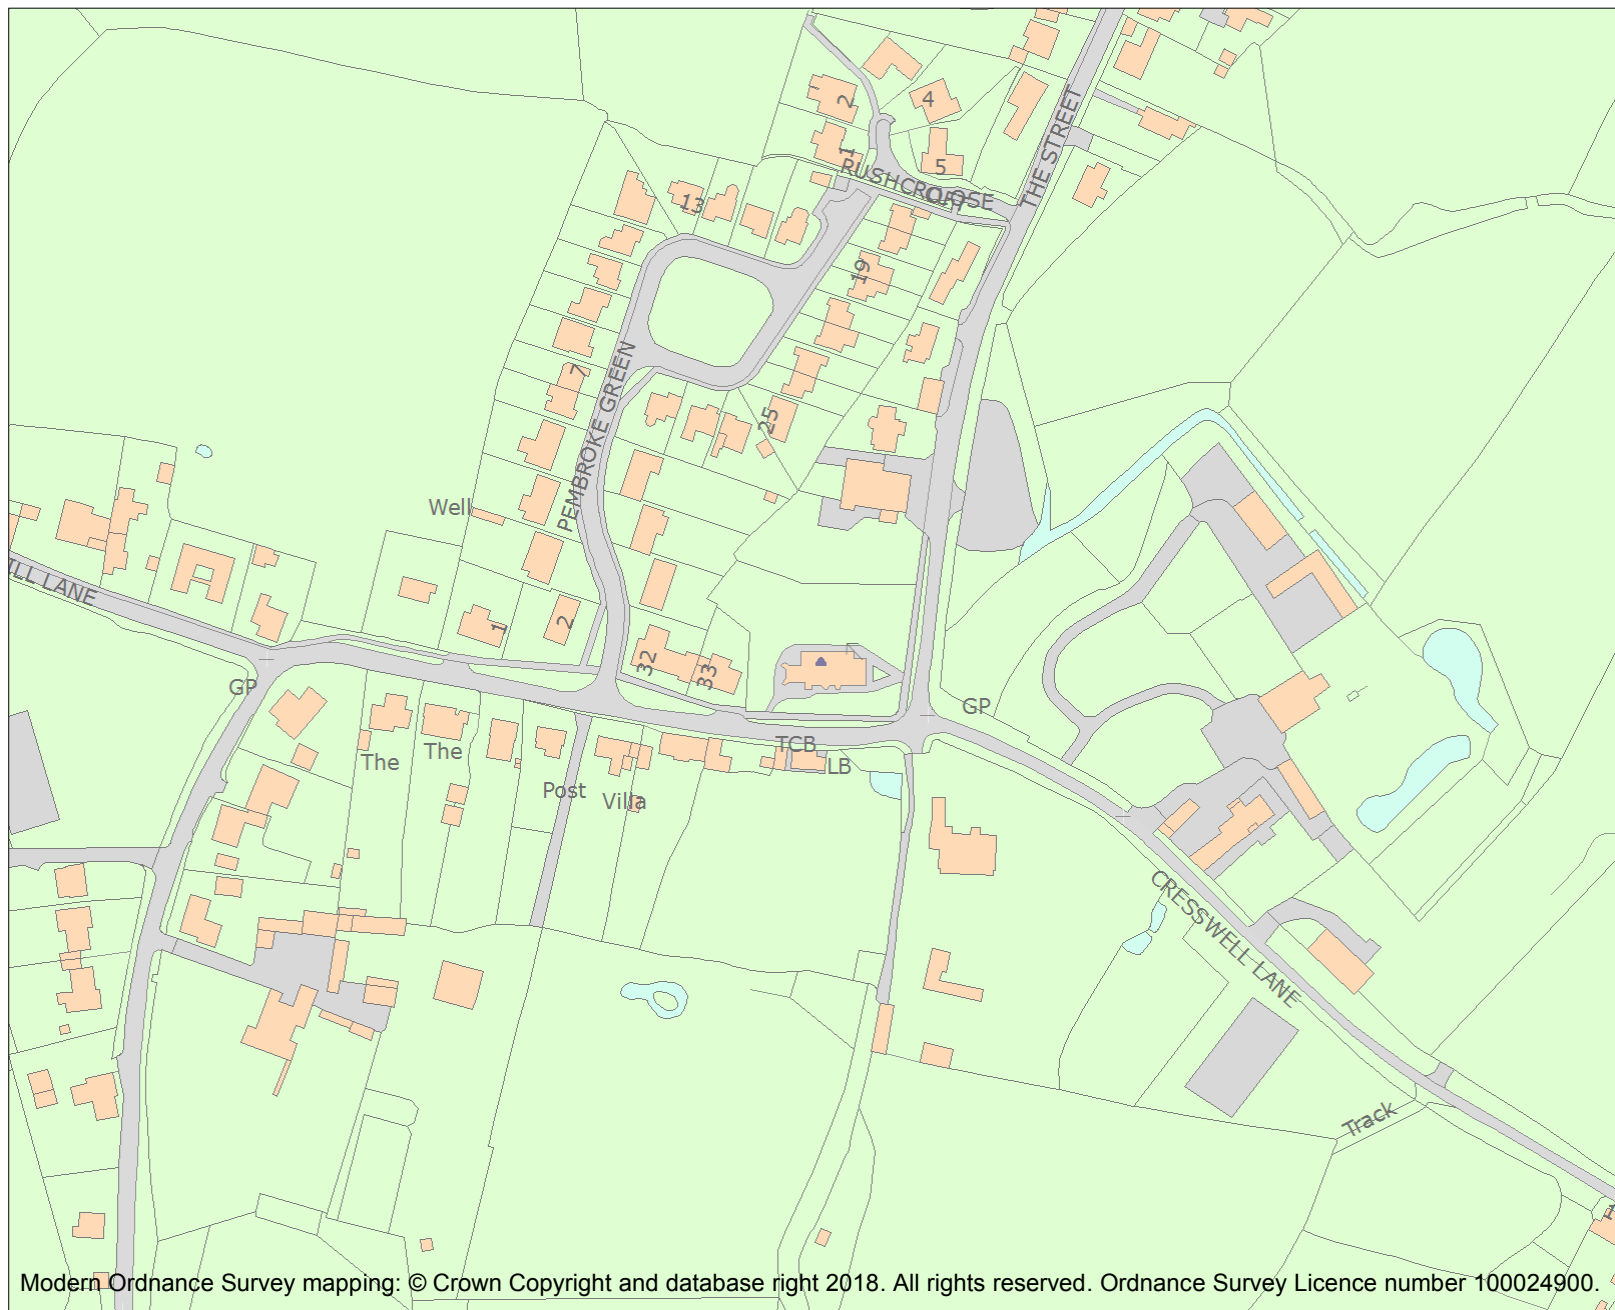 2
4
1
5
RUSHCROFT
CLOSE
THE STREET
13
19
7
PEMBROKE GREEN
25
Well
ILL LANE
1
2
32
33
GP
GP
The
The
TCB
LB
Post
Villa
CRESSWELL LANE
Track
Modern Ordnance Survey mapping: © Crown Copyright and database right 2018. All rights reserved. Ordnance Survey Licence number 100024900.